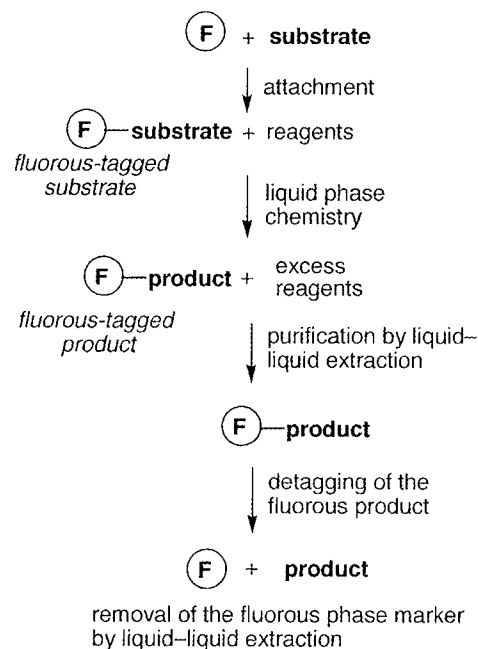 F + substrate
attachment
F substrate + reagents
fluorous-tagged
substrate
liquid phase
chemistry
F product + excess
reagents
fluorous-tagged
product
purification by liquid–
liquid extraction
F product
detagging of the
fluorous product
F + product
removal of the fluorous phase marker
by liquid–liquid extraction